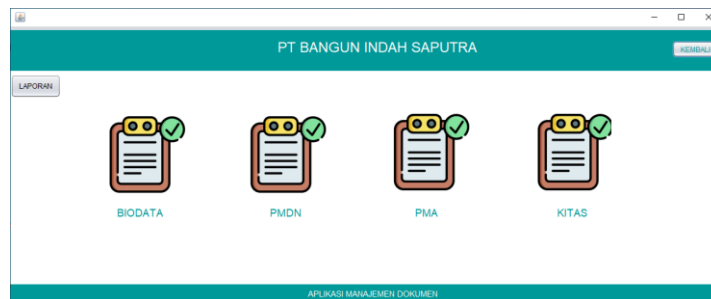 PT BANGUN INDAH SAPUTRA
KEMBALI
LAPORAN
BIODATA
PMDN
PMA
KITAS
APLIKASI MANAJEMEN DOKUMEN